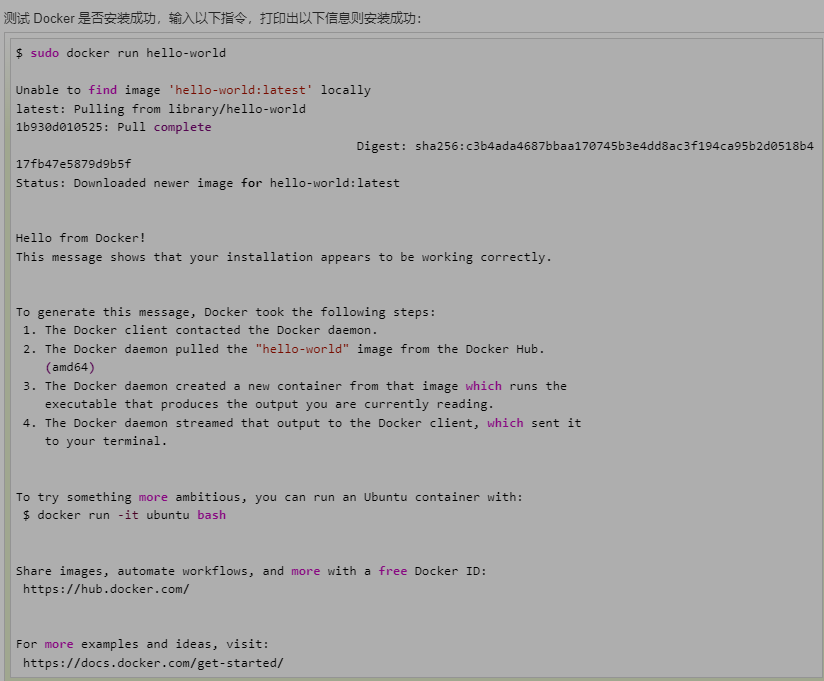 测试 Docker 是否安装成功，输入以下指令，打印出以下信息则安装成功:
$ sudo docker run hello-world
Unable to find image 'hello-world:latest' locally
latest: Pulling from library/hello-world
1b930d010525: Pull complete
Digest: sha256:c3b4ada4687bbaa170745b3e4dd8ac3f194ca95b2d0518b4
17fb47e5879d9b5f
Status: Downloaded newer image for hello-world:latest
Hello from Docker!
This message shows that your installation appears to be working correctly.
To generate this message, Docker took the following steps:
1. The Docker client contacted the Docker daemon.
2. The Docker daemon pulled the "hello-world" image from the Docker Hub.
(amd64)
3. The Docker daemon created a new container from that image which runs the
executable that produces the output you are currently reading.
4. The Docker daemon streamed that output to the Docker client, which sent it
to your terminal.
To try something more ambitious, you can run an Ubuntu container with:
$ docker run -it ubuntu bash
Share images, automate workflows, and more with a free Docker ID:
https://hub.docker.com/
For more examples and ideas, visit:
https://docs.docker.com/get-started/